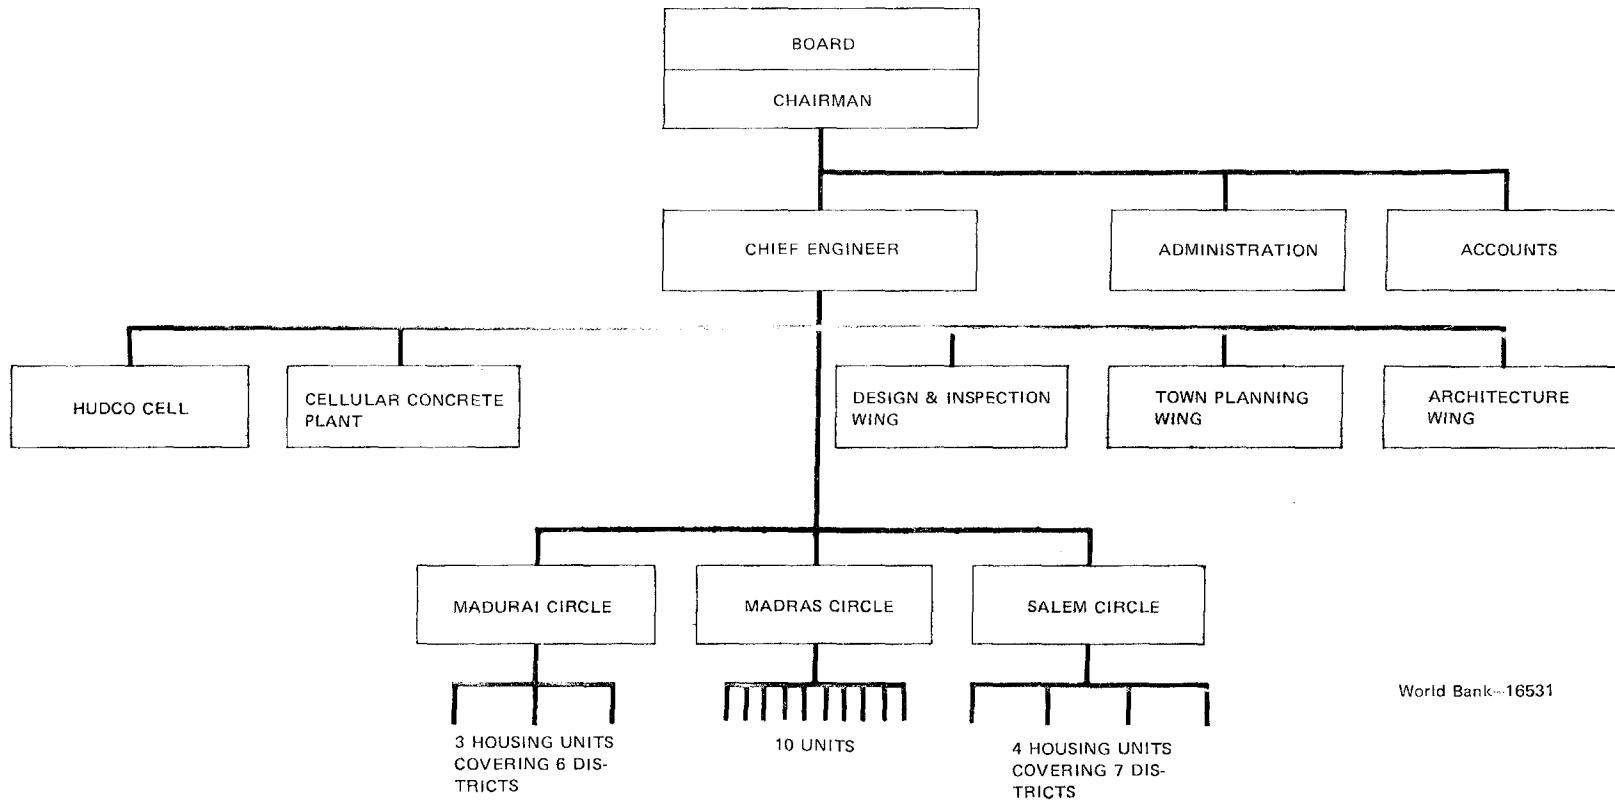 BOARD
CHAIRMAN
CHIEF ENGINEER
ADMINISTRATION
ACCOUNTS
HUDCO CELL
CELLULAR CONCRETE
PLANT
DESIGN & INSPECTION
WING
TOWN PLANNING
WING
ARCHITECTURE
WING
MADURAI CIRCLE
MADRAS CIRCLE
SALEM CIRCLE
World Bank—16531
3 HOUSING UNITS
COVERING 6 DIS-
TRICTS
10 UNITS
4 HOUSING UNITS
COVERING 7 DIS-
TRICTS